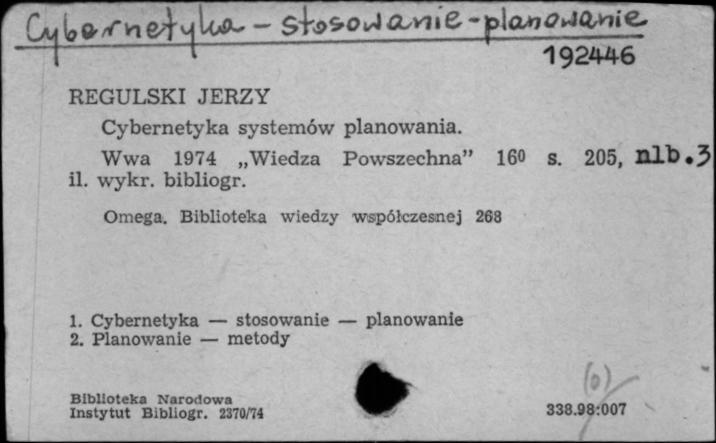 Cybernetyka - stosowanie - planowanie
192446
REGULSKI JERZY
Cybernetyka systemów planowania.
Wwa 1974 „Wiedza Powszechna” 16⁰ s. 205, nlb.3
il. wykr. bibliogr.
Omega. Biblioteka wiedzy współczesnej 268
1. Cybernetyka — stosowanie — planowanie
2. Planowanie — metody
(0)
Biblioteka Narodowa
Instytut Bibliogr. 2370/74
338.98:007